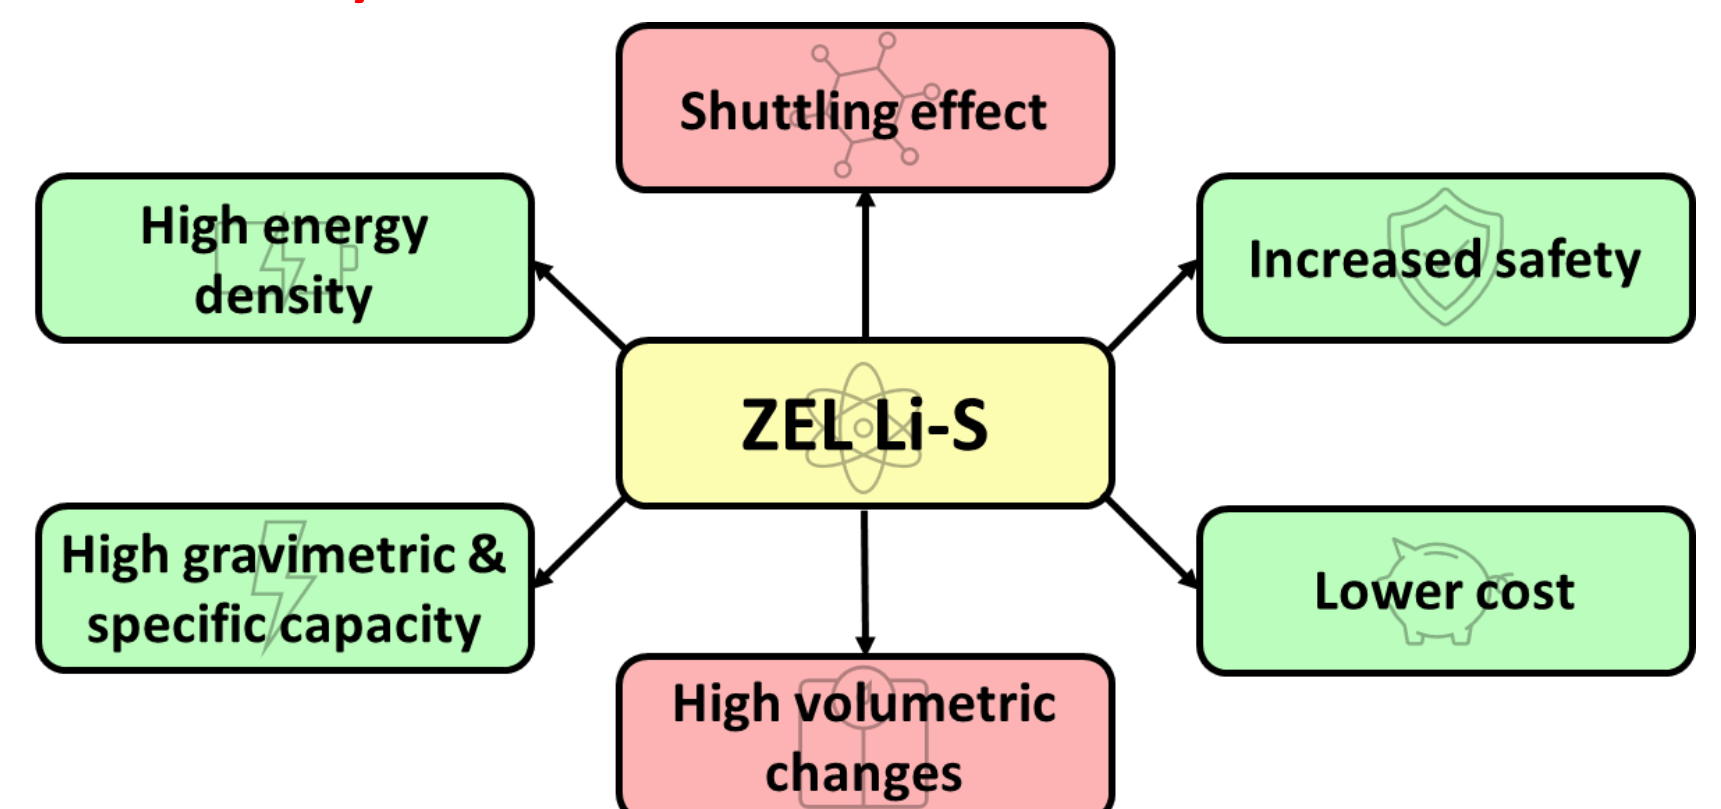 Shuttling effect
High energy
density
Increased safety
ZEL Li-S
High gravimetric &
specific capacity
Lower cost
High volumetric
changes